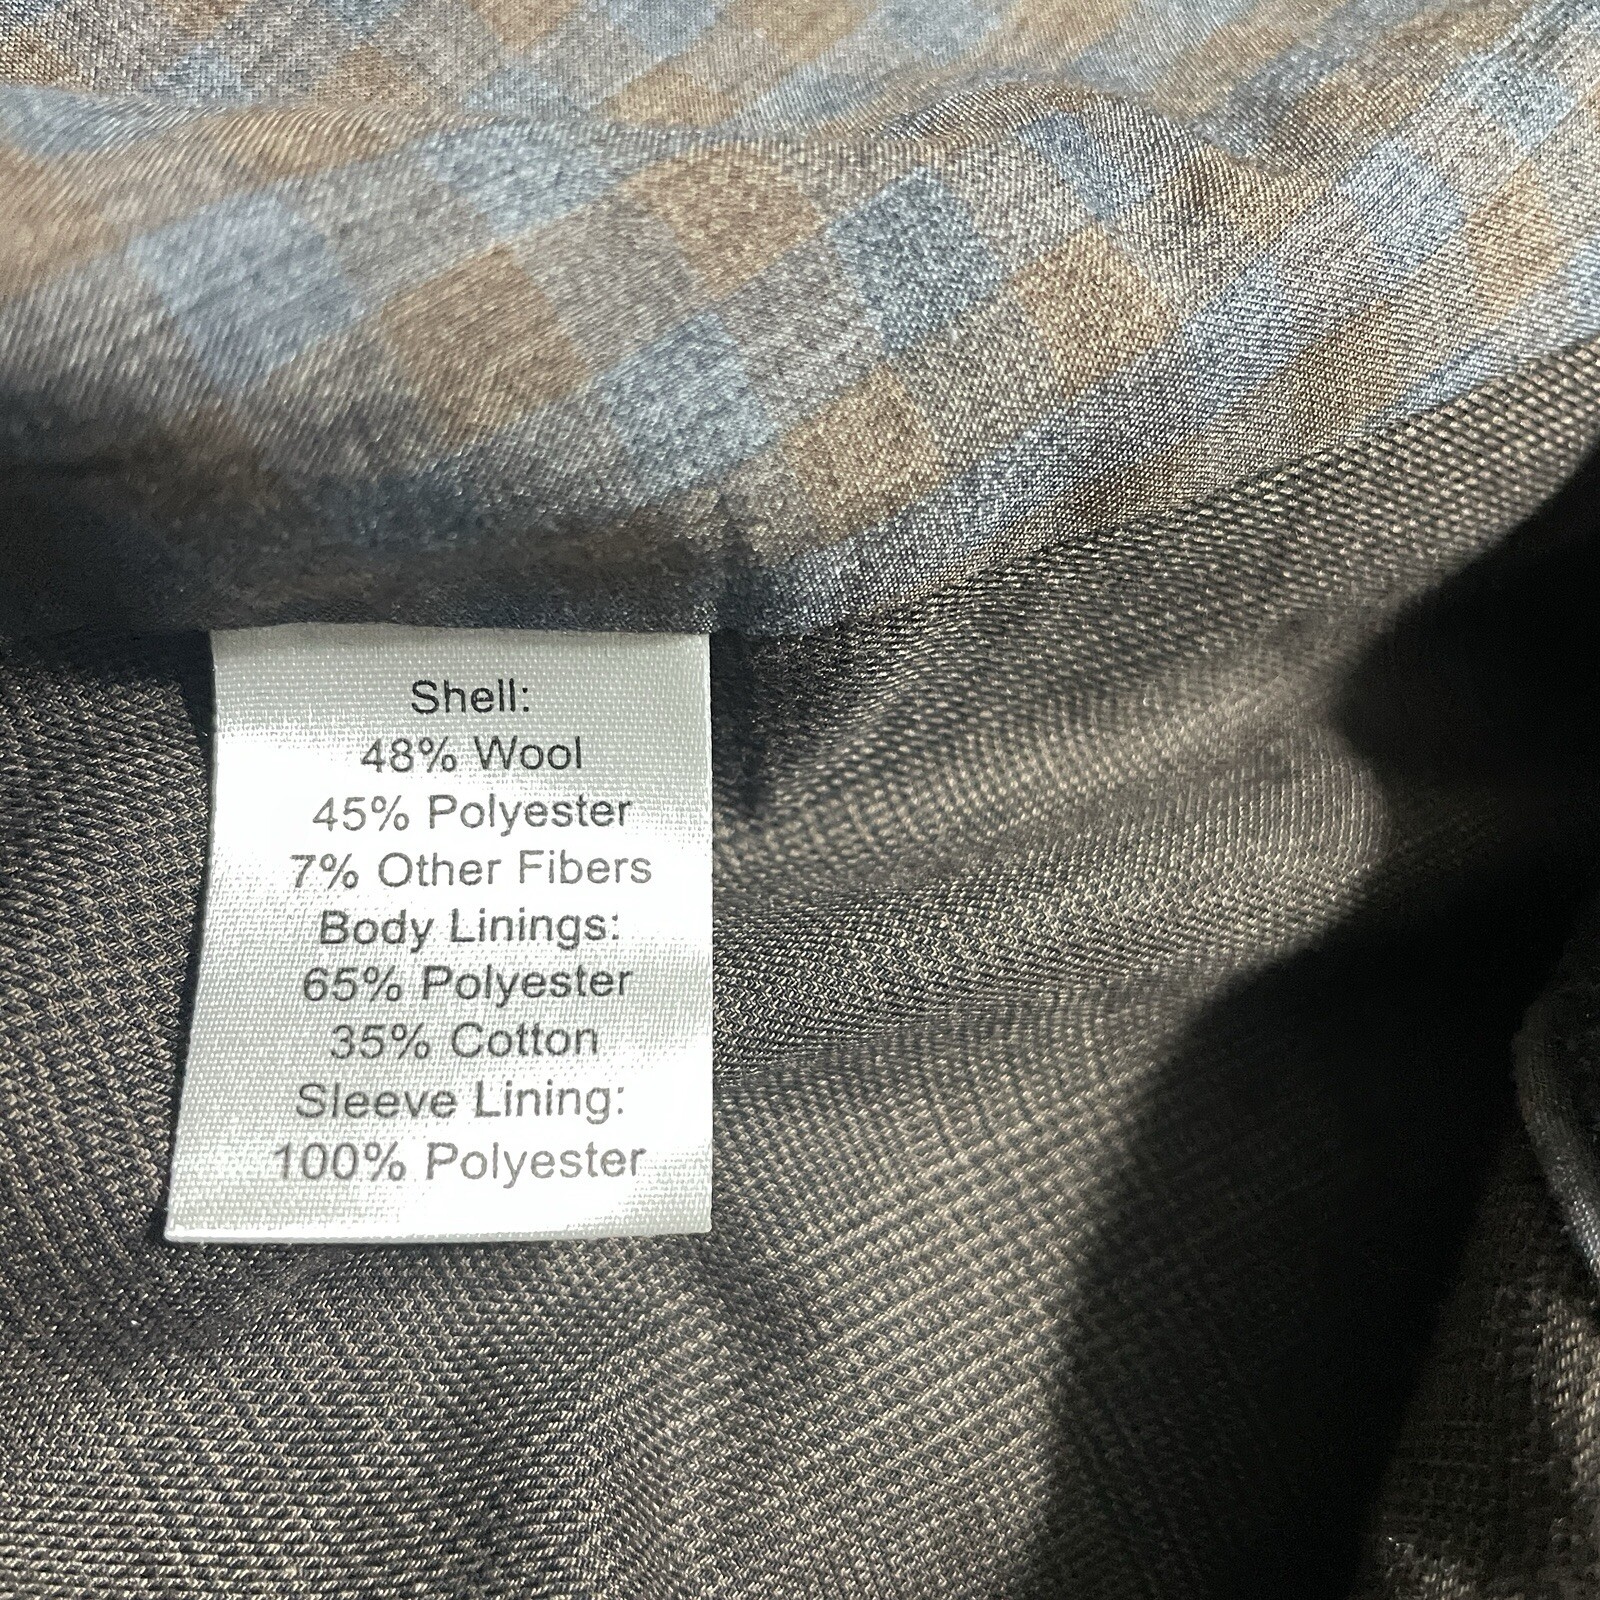 Shell:
48% Wool
45% Polyester
7% Other Fibers
Body Linings:
65% Polyester
35% Cotton
Sleeve Lining:
100% Polyester